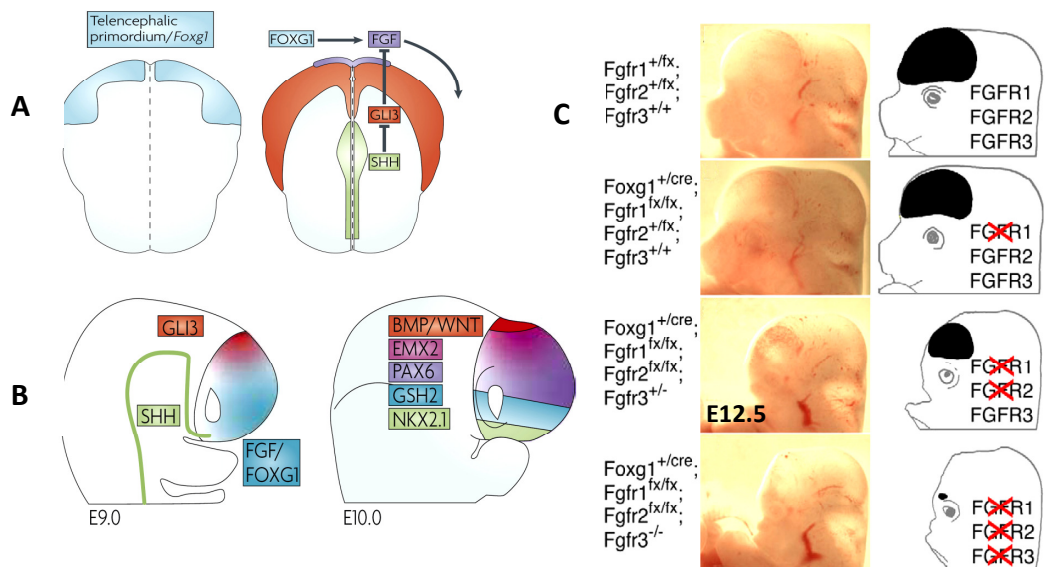 A
Telencephalic
primordium/Foxg1
FOXG1
FGF
GLI3
SHH
B
GLI3
SHH
FGF/
FOXG1
E9.0
BMP/WNT
EMX2
PAX6
GSH2
NKX2.1
E10.0
C
Fgfr1+/fx;
Fgfr2+/fx;
Fgfr3+/+
FGFR1
FGFR2
FGFR3
Foxg1+/cre;
Fgfr1fx/fx;
Fgfr2+/fx;
Fgfr3+/+
FGFR1
FGFR2
FGFR3
Foxg1+/cre;
Fgfr1fx/fx;
Fgfr2fx/fx;
Fgfr3+/-
E12.5
FGFR1
FGFR2
FGFR3
Foxg1+/cre;
Fgfr1fx/fx;
Fgfr2fx/fx;
Fgfr3-/-
FGFR1
FGFR2
FGFR3